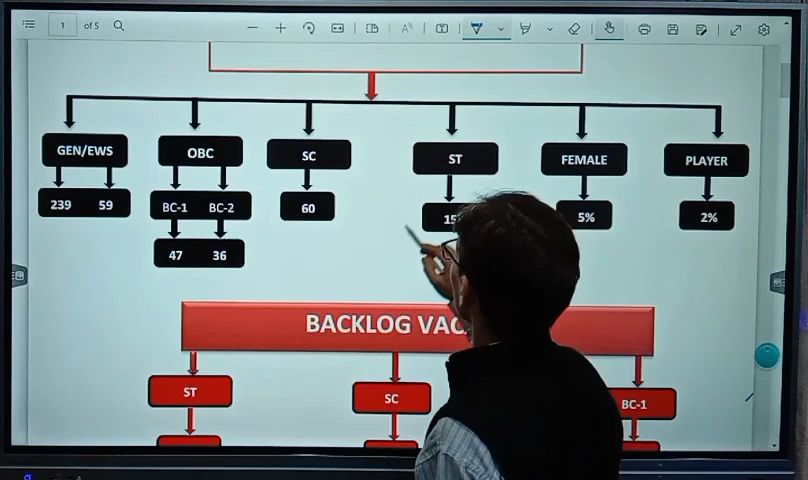 1 of 5
GEN/EWS OBC SC ST FEMALE PLAYER
239 59 BC-1 BC-2 60 5% 2%
47 36
BACKLOG
ST SC BC-1